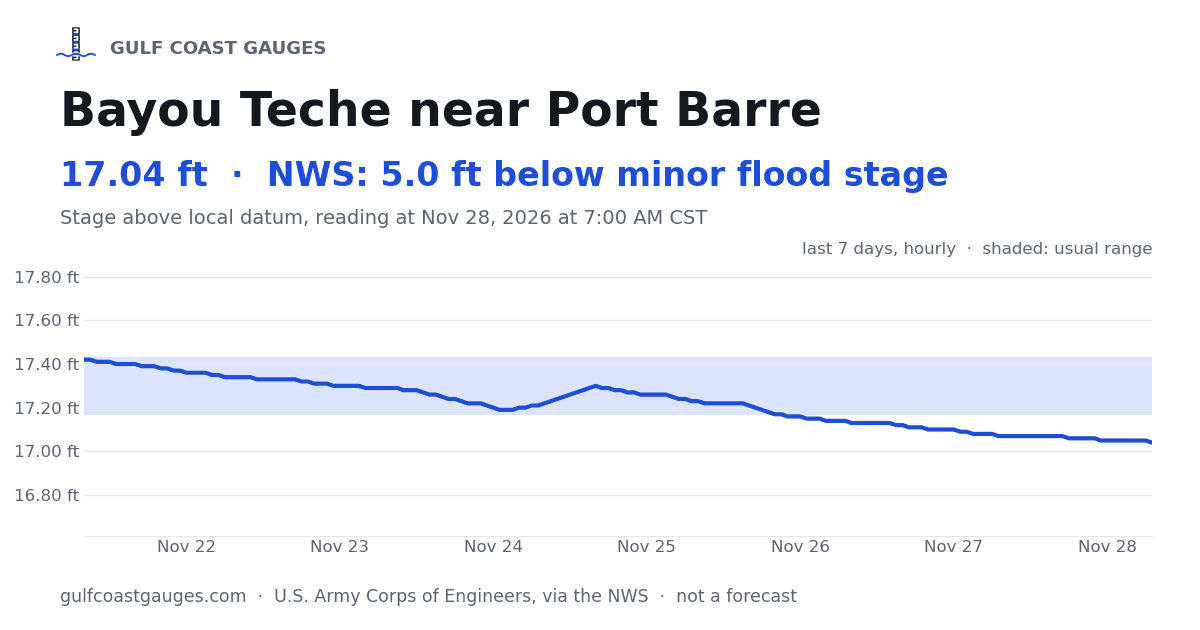 GULF COAST GAUGES
Bayou Teche near Port Barre
17.04 ft · NWS: 5.0 ft below minor flood stage
Stage above local datum, reading at Nov 28, 2026 at 7:00 AM CST
last 7 days, hourly · shaded: usual range
17.80 ft
17.60 ft
17.40 ft
17.20 ft
17.00 ft
16.80 ft
Nov 22 Nov 23 Nov 24 Nov 25 Nov 26 Nov 27 Nov 28
gulfcoastgauges.com · U.S. Army Corps of Engineers, via the NWS · not a forecast